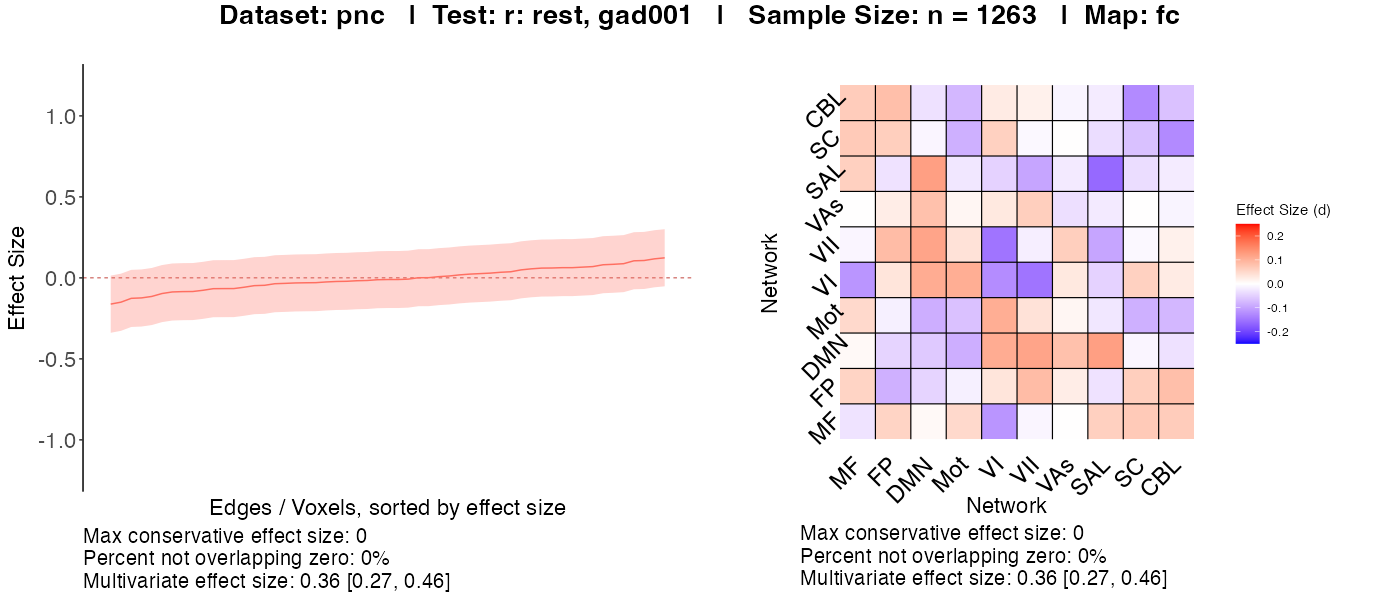 Dataset: pnc | Test: r: rest, gad001 | Sample Size: n = 1263 | Map: fc
Effect Size
1.0
0.5
0.0
-0.5
-1.0
Edges / Voxels, sorted by effect size
Max conservative effect size: 0
Percent not overlapping zero: 0%
Multivariate effect size: 0.36 [0.27, 0.46]
Network
CBL
SC
SAL
VAs
VII
VI
Mot
DMN
FP
MF
MF FP DMN Mot VI VII VAs SAL SC CBL
Network
Max conservative effect size: 0
Percent not overlapping zero: 0%
Multivariate effect size: 0.36 [0.27, 0.46]
Effect Size (d)
0.2
0.1
0.0
-0.1
-0.2